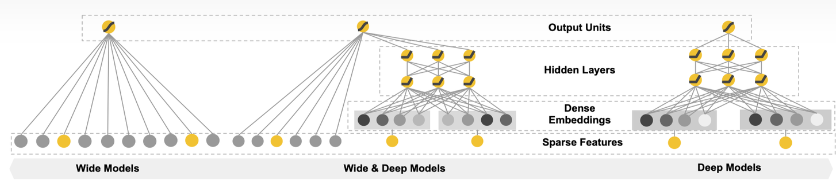 Output Units
Hidden Layers
Dense
Embeddings
Sparse Features
Wide Models
Wide & Deep Models
Deep Models